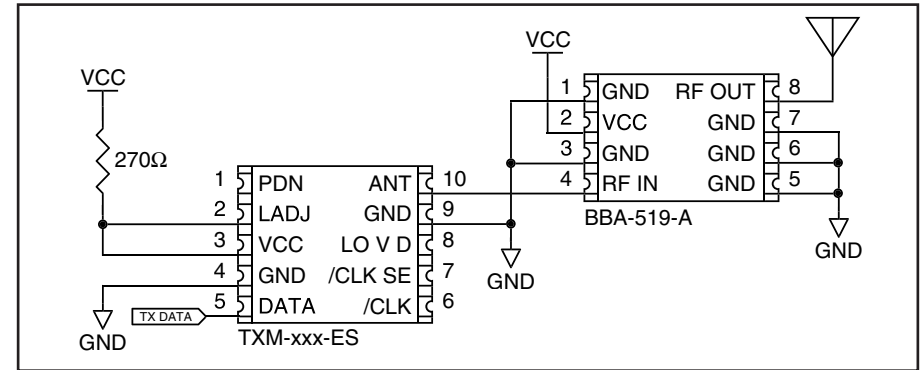 VCC
270Ω
1 PDN
2 LADJ
3 VCC
4 GND
5 DATA
TX DATA
GND
ANT 10
GND 9
LO V D 8
/CLK SE 7
/CLK 6
TXM-xxx-ES
GND
VCC
1 GND
2 VCC
3 GND
4 RF IN
RF OUT 8
GND 7
GND 6
GND 5
BBA-519-A
GND